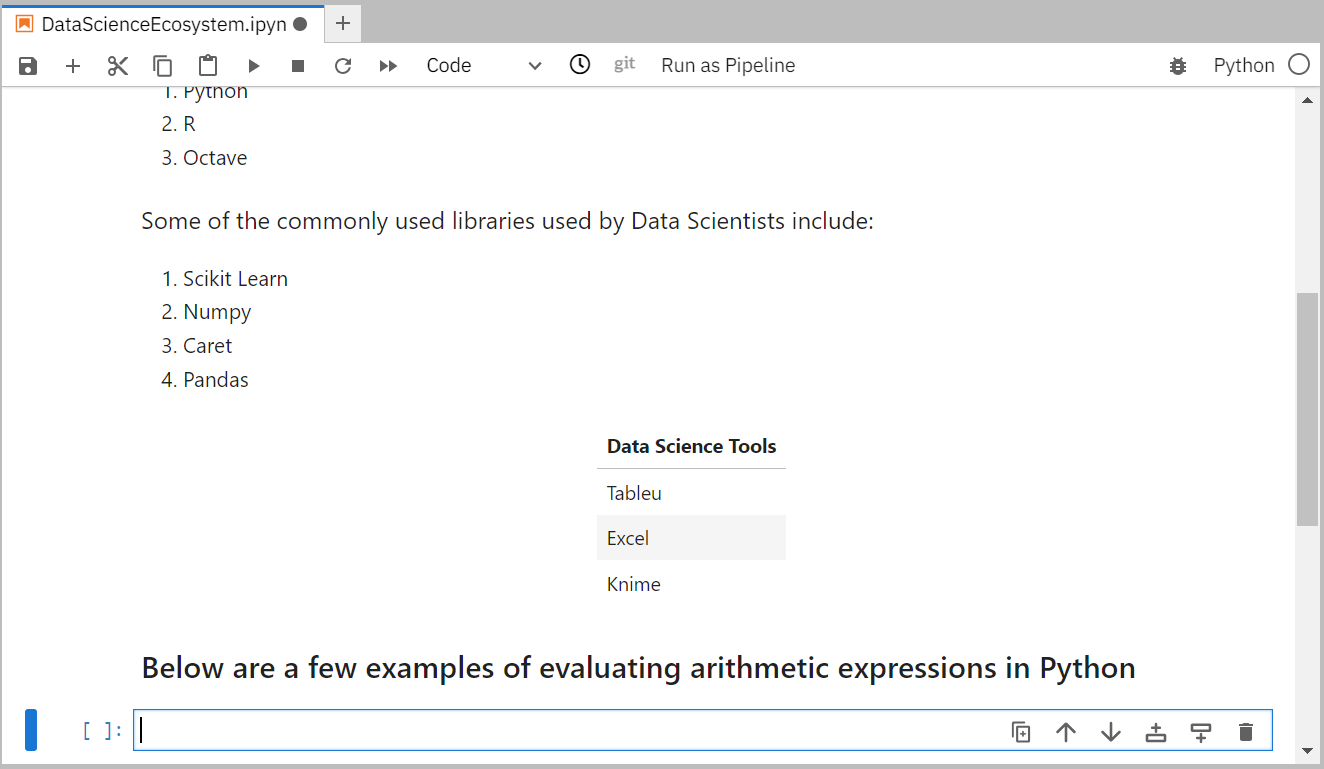 DataScienceEcosystem.ipyn
Code git Run as Pipeline Python
1. Python
2. R
3. Octave
Some of the commonly used libraries used by Data Scientists include:
1. Scikit Learn
2. Numpy
3. Caret
4. Pandas
Data Science Tools
Tableu
Excel
Knime
Below are a few examples of evaluating arithmetic expressions in Python
[ ]: